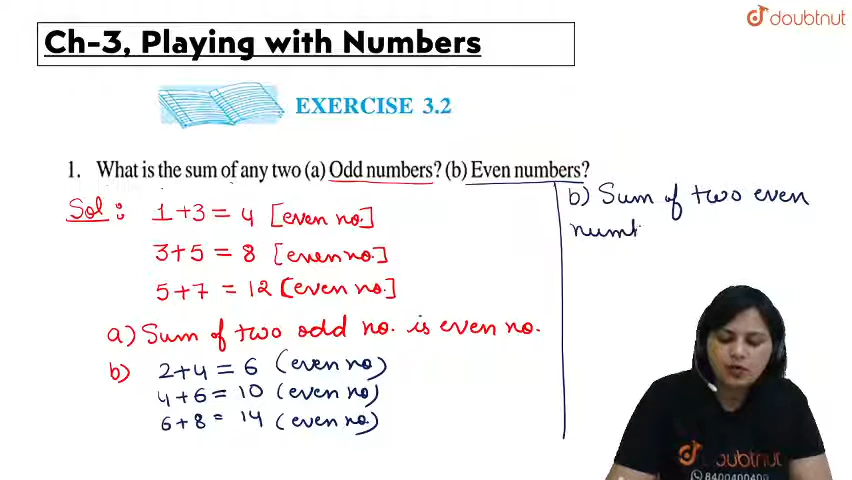 doubtnut
Ch-3, Playing with Numbers
EXERCISE 3.2
1. What is the sum of any two (a) Odd numbers? (b) Even numbers?
Sol:
1+3 = 4 [even no.]
3+5 = 8 [even no.]
5+7 = 12 [even no.]
a) Sum of two odd no. is even no.
b) 2+4 = 6 (even no)
4+6 = 10 (even no)
6+8 = 14 (even no.)
b) Sum of two even
numb
doubtnut
8400400400